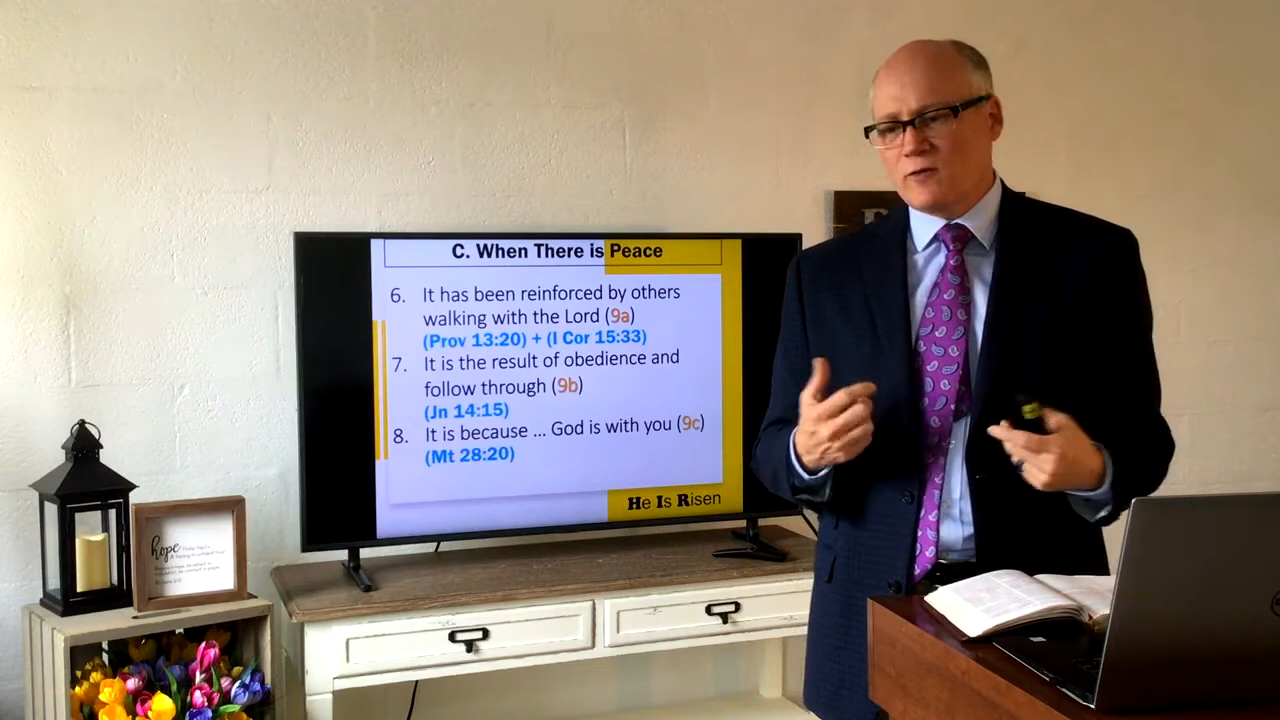 C. When There is Peace
6. It has been reinforced by others
walking with the Lord (9a)
(Prov 13:20) + (I Cor 15:33)
7. It is the result of obedience and
follow through (9b)
(Jn 14:15)
8. It is because ... God is with you (9c)
(Mt 28:20)
He Is Risen
hope